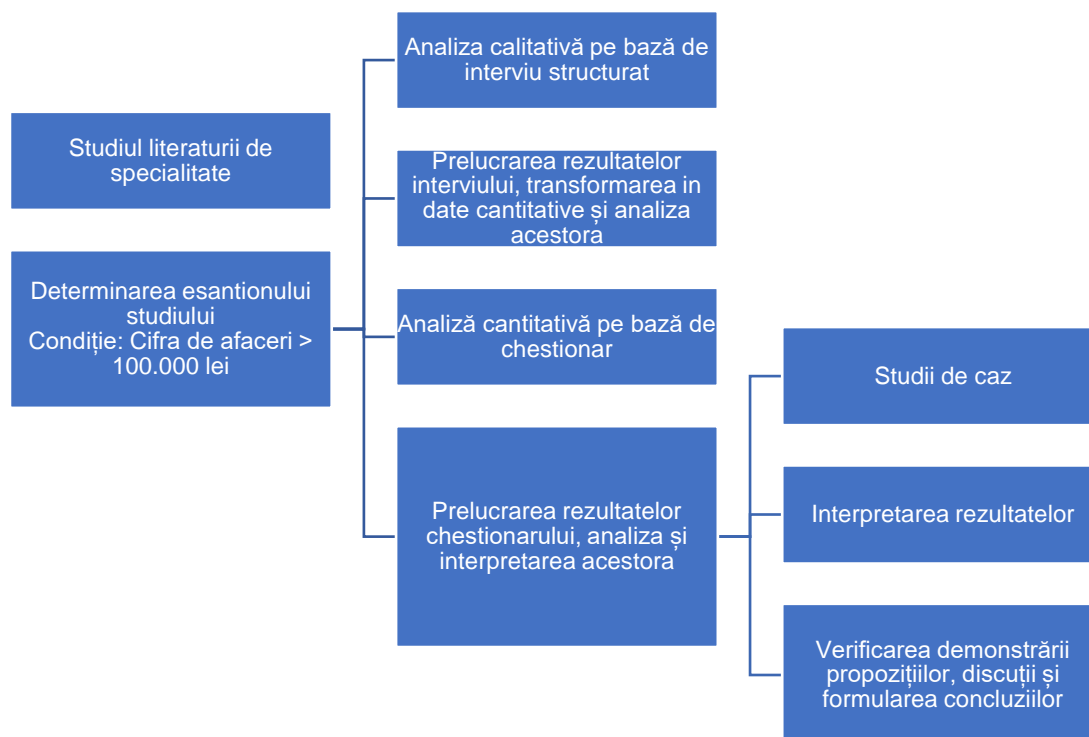 Studiul literaturii de
specialitate
Determinarea esantionului
studiului
Condiție: Cifra de afaceri >
100.000 lei
Analiza calitativă pe bază de
interviu structurat
Prelucrarea rezultatelor
interviului, transformarea in
date cantitative și analiza
acestora
Analiză cantitativă pe bază de
chestionar
Prelucrarea rezultatelor
chestionarului, analiza și
interpretarea acestora
Studii de caz
Interpretarea rezultatelor
Verificarea demonstrării
propozițiilor, discuții și
formularea concluziilor